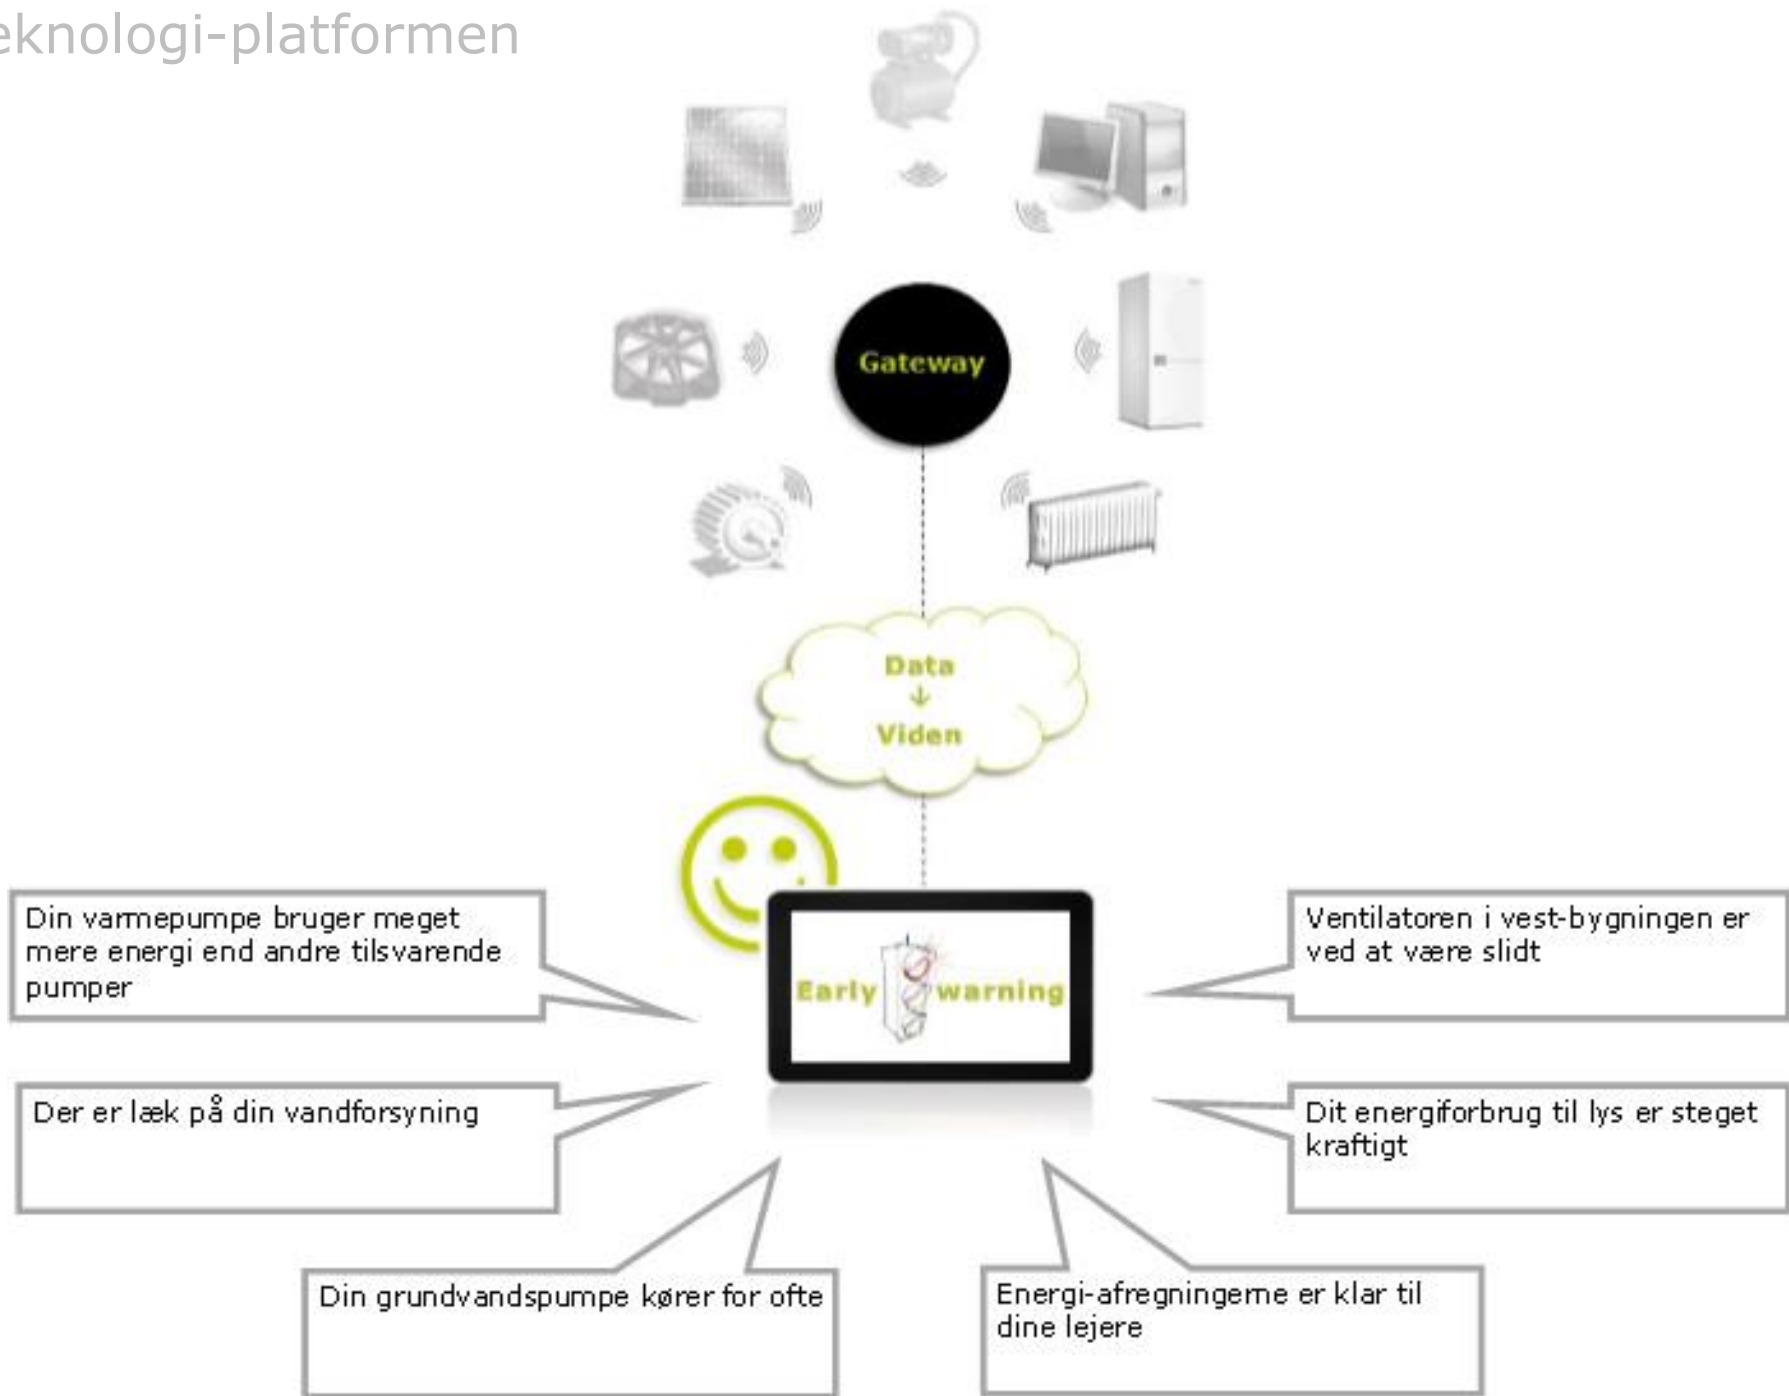 eknologi-platformen
Gateway
Data
↓
Viden
Early warning
Din varmepumpe bruger meget
mere energi end andre tilsvarende
pumper
Ventilatoren i vest-bygningen er
ved at være slidt
Der er læk på din vandforsyning
Dit energiforbrug til lys er steget
kraftigt
Din grundvandspumpe kører for ofte
Energi-afregningerne er klar til
dine lejere